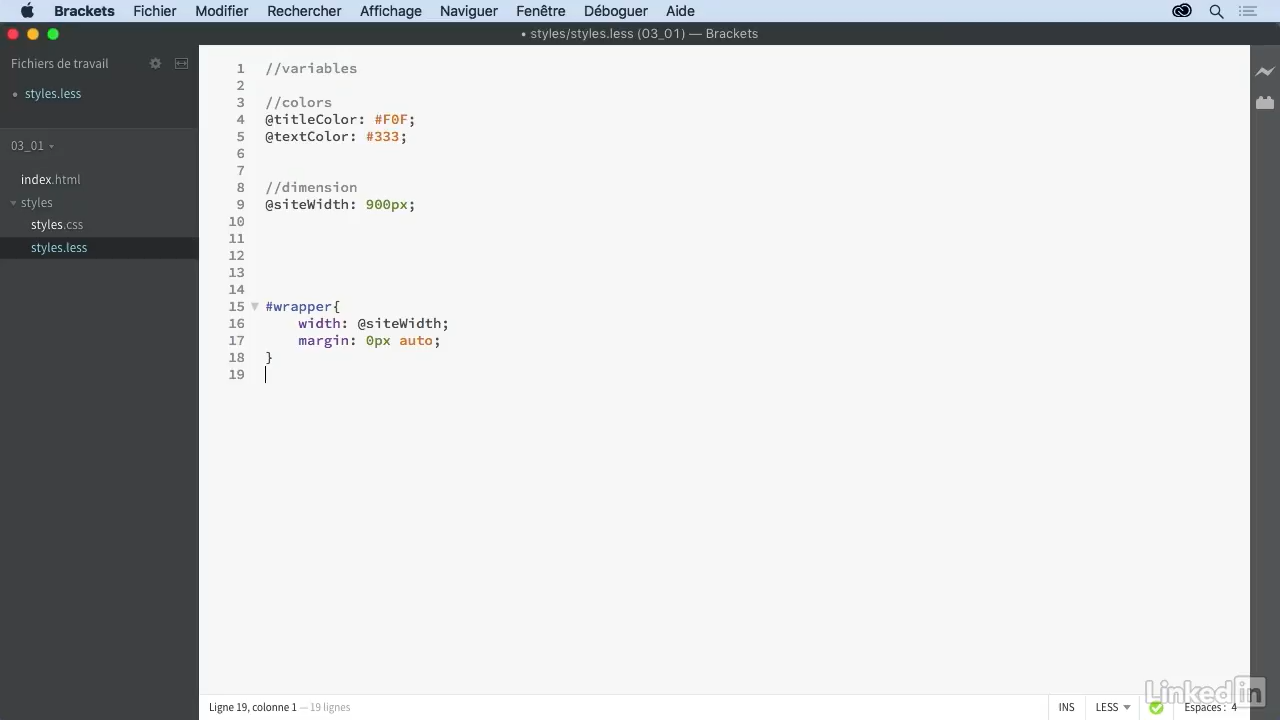 Brackets Fichier Modifier Rechercher Affichage Naviguer Fenêtre Déboguer Aide
• styles/styles.less (03_01) — Brackets
Fichiers de travail
• styles.less
03_01
index.html
styles
styles.css
styles.less
1 //variables
2
3 //colors
4 @titleColor: #F0F;
5 @textColor: #333;
6
7
8 //dimension
9 @siteWidth: 900px;
10
11
12
13
14
15 #wrapper{
16 width: @siteWidth;
17 margin: 0px auto;
18 }
19
Ligne 19, colonne 1 — 19 lignes
INS LESS Espaces : 4
LinkedIn